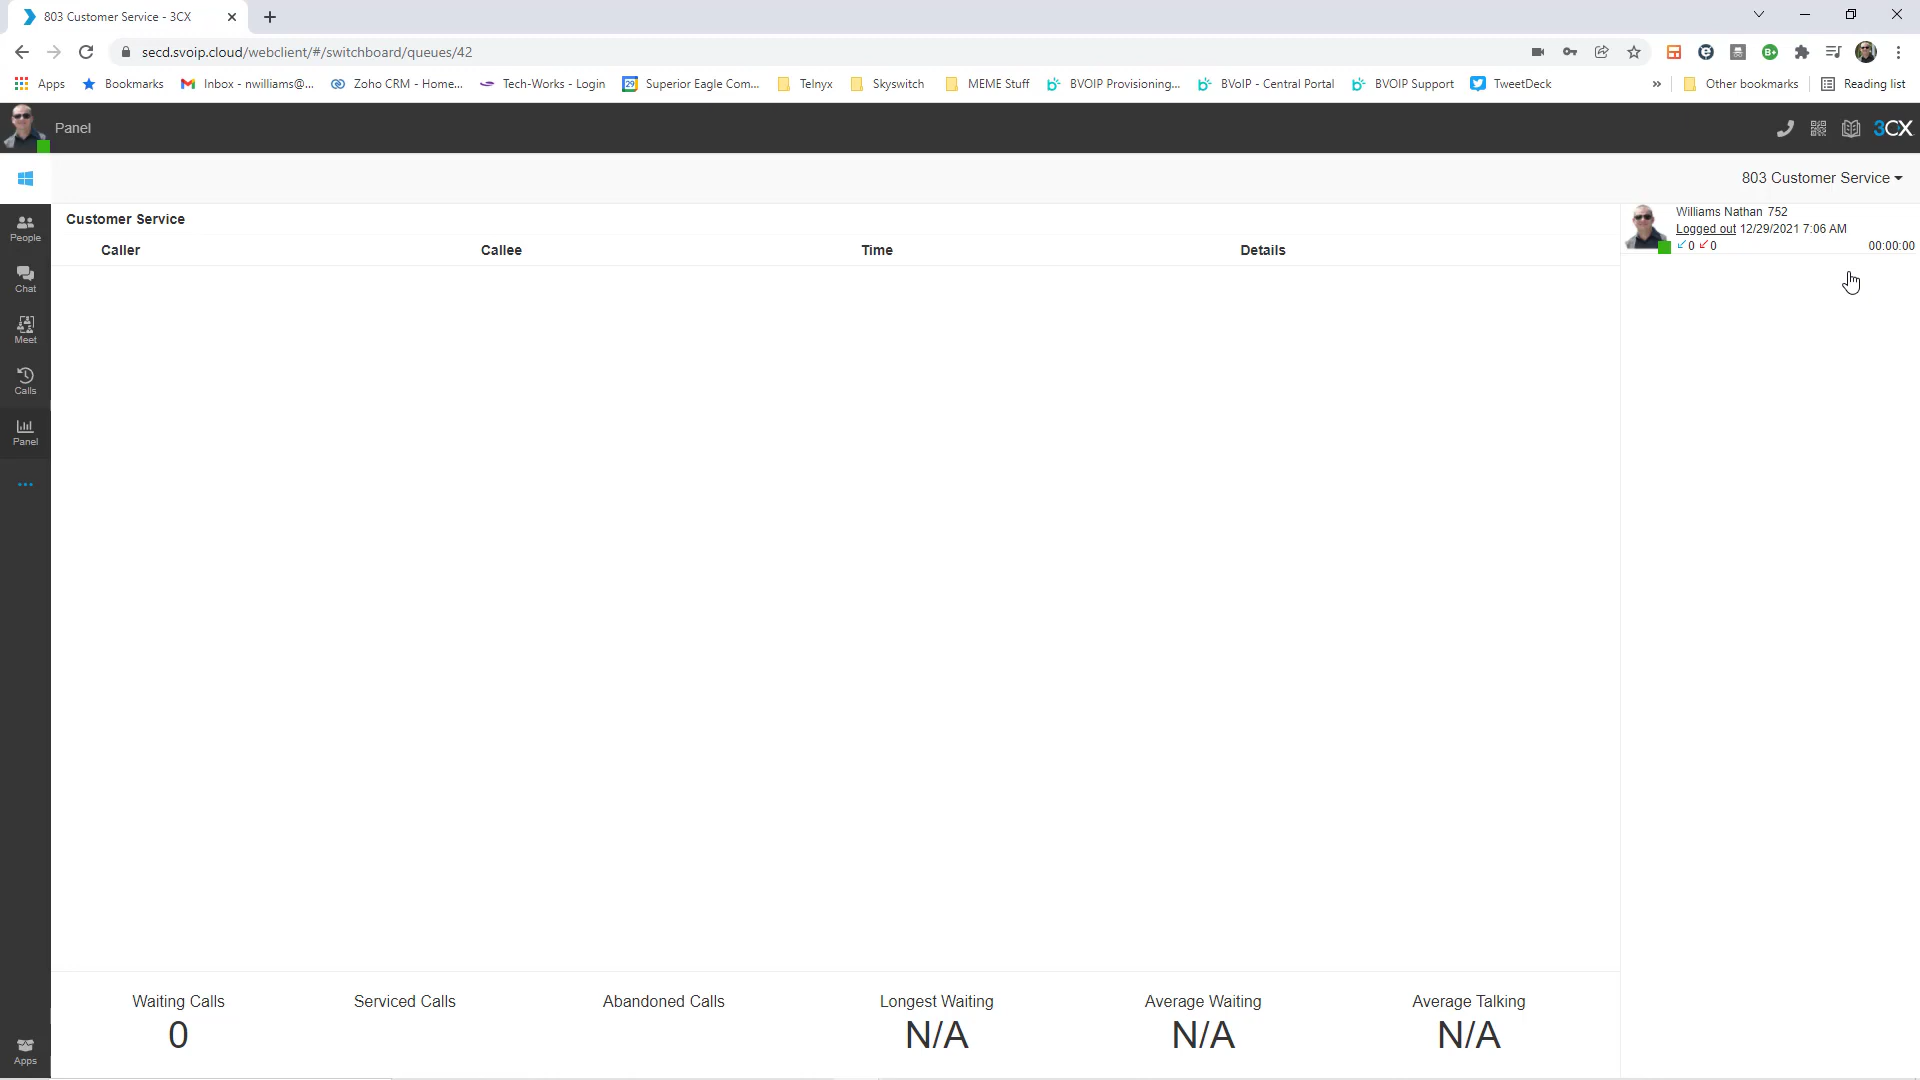 803 Customer Service - 3CX
secd.svoip.cloud/webclient/#/switchboard/queues/42
Apps Bookmarks Inbox - nwilliams@... Zoho CRM - Home... Tech-Works - Login 29 Superior Eagle Com... Telnyx Skyswitch MEME Stuff BVOIP Provisioning... BVoIP - Central Portal BVOIP Support TweetDeck » Other bookmarks Reading list
Panel 3CX
803 Customer Service
Customer Service
Caller Callee Time Details
Williams Nathan 752
Logged out 12/29/2021 7:06 AM
0 0 00:00:00
People
Chat
Meet
Calls
Panel
Apps
Waiting Calls Serviced Calls Abandoned Calls Longest Waiting Average Waiting Average Talking
0 N/A N/A N/A